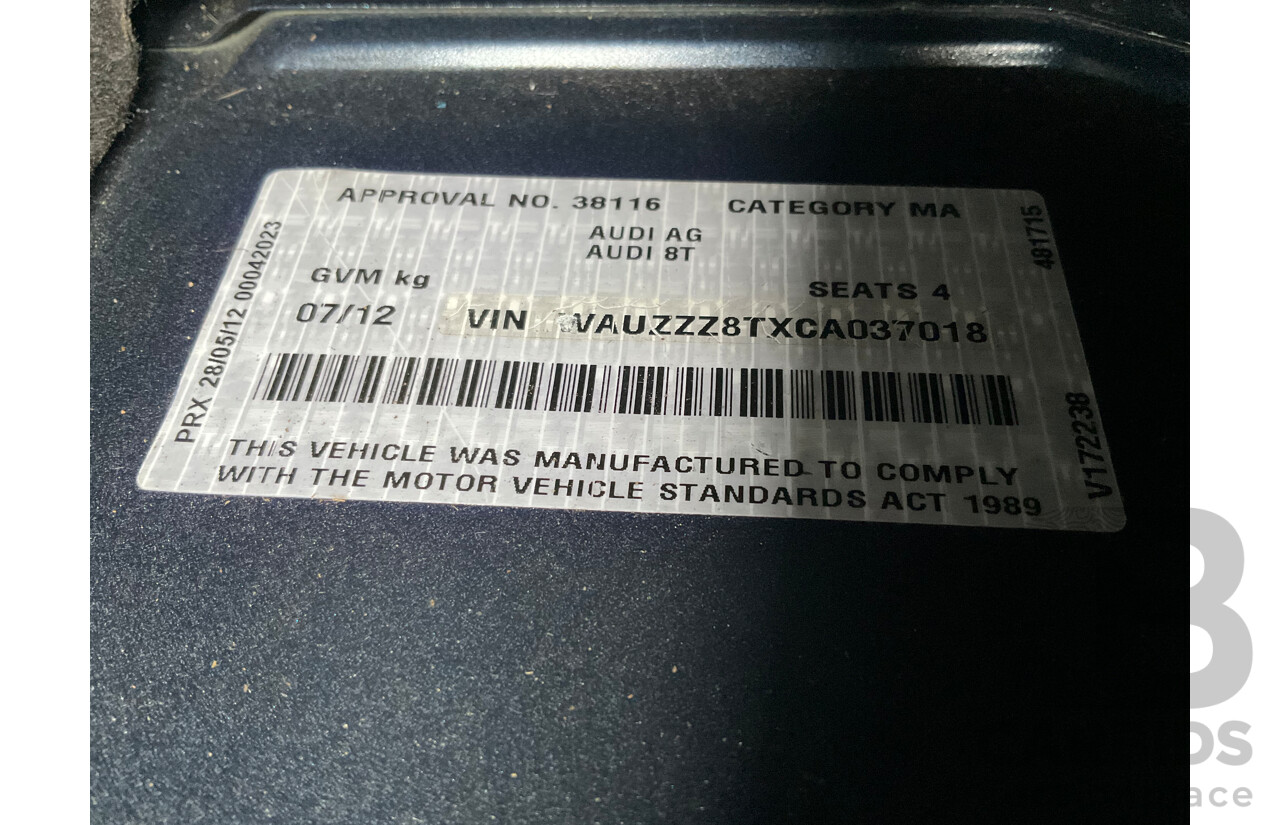 APPROVAL NO. 38116 CATEGORY MA
AUDI AG
AUDI 8T
GVM kg SEATS 4
07/12 VIN WAUZZZ8TXCA037018
THIS VEHICLE WAS MANUFACTURED TO COMPLY
WITH THE MOTOR VEHICLE STANDARDS ACT 1989
PRX 28/05/12 00042023
481715
V172238